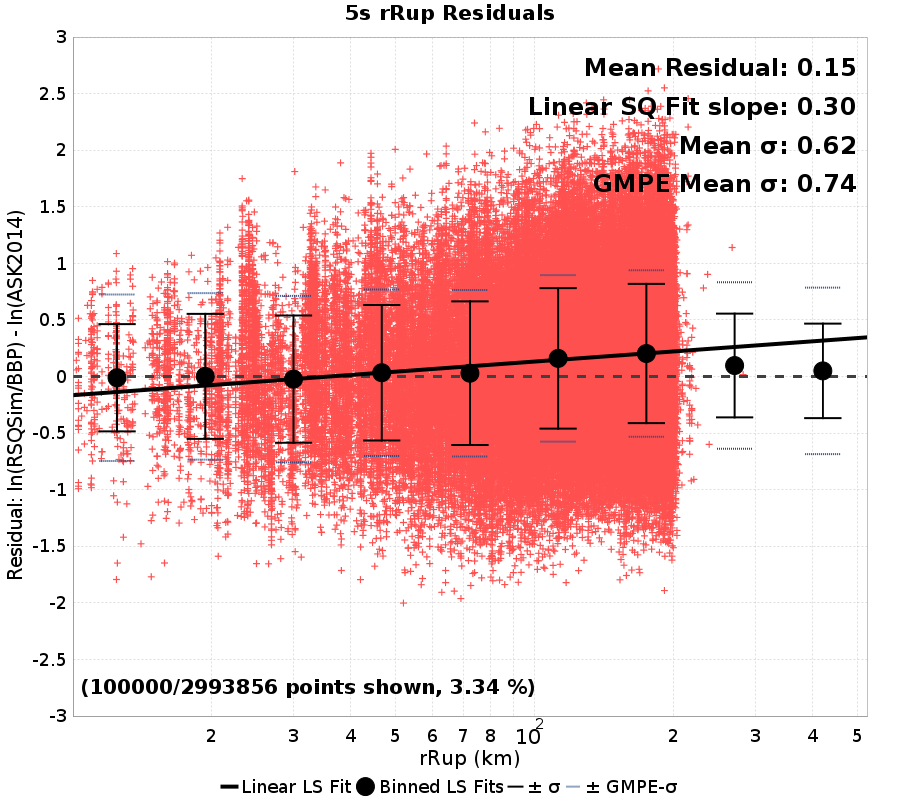 5s rRup Residuals
Mean Residual: 0.15
Linear SQ Fit slope: 0.30
Mean σ: 0.62
GMPE Mean σ: 0.74
Residual: ln(RSQSim/BBP) - ln(ASK2014)
3
2.5
2
1.5
1
0.5
0
-0.5
-1
-1.5
-2
-2.5
-3
(100000/2993856 points shown, 3.34 %)
2 3 4 5 6 7 8 10² 2 3 4 5
rRup (km)
Linear LS Fit Binned LS Fits ± σ ± GMPE-σ